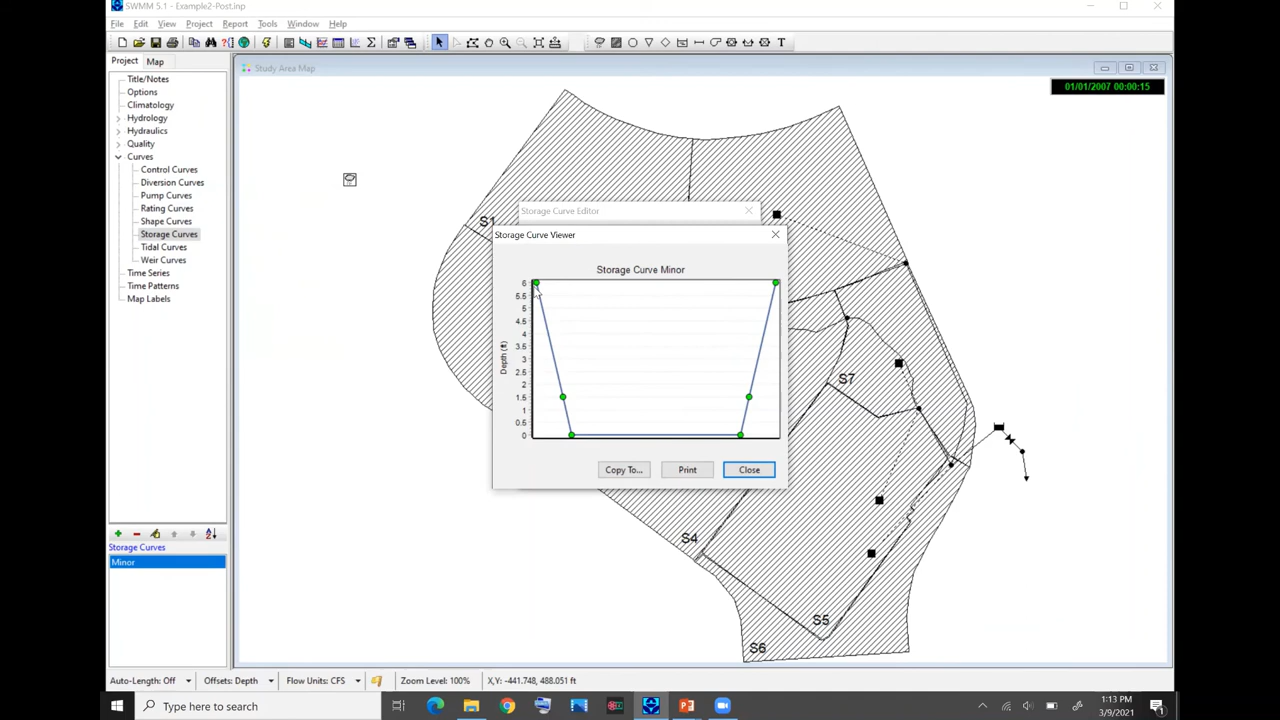 SWMM 5.1 - Example2-Post.inp
File Edit View Project Report Tools Window Help
Project Map
Title/Notes
Options
Climatology
Hydrology
Hydraulics
Quality
Curves
Control Curves
Diversion Curves
Pump Curves
Rating Curves
Shape Curves
Storage Curves
Tidal Curves
Weir Curves
Time Series
Time Patterns
Map Labels
Storage Curves
Minor
Study Area Map
01/01/2007 00:00:15
S1
Storage Curve Editor
Storage Curve Viewer
Storage Curve Minor
6
5.5
5
4.5
4
3.5
3
2.5
2
1.5
1
0.5
0
Depth (ft)
Copy To...
Print
Close
S7
S4
S5
S6
Auto-Length: Off
Offsets: Depth
Flow Units: CFS
Zoom Level: 100%
X,Y: -441.748, 488.051 ft
Type here to search
1:13 PM
3/9/2021